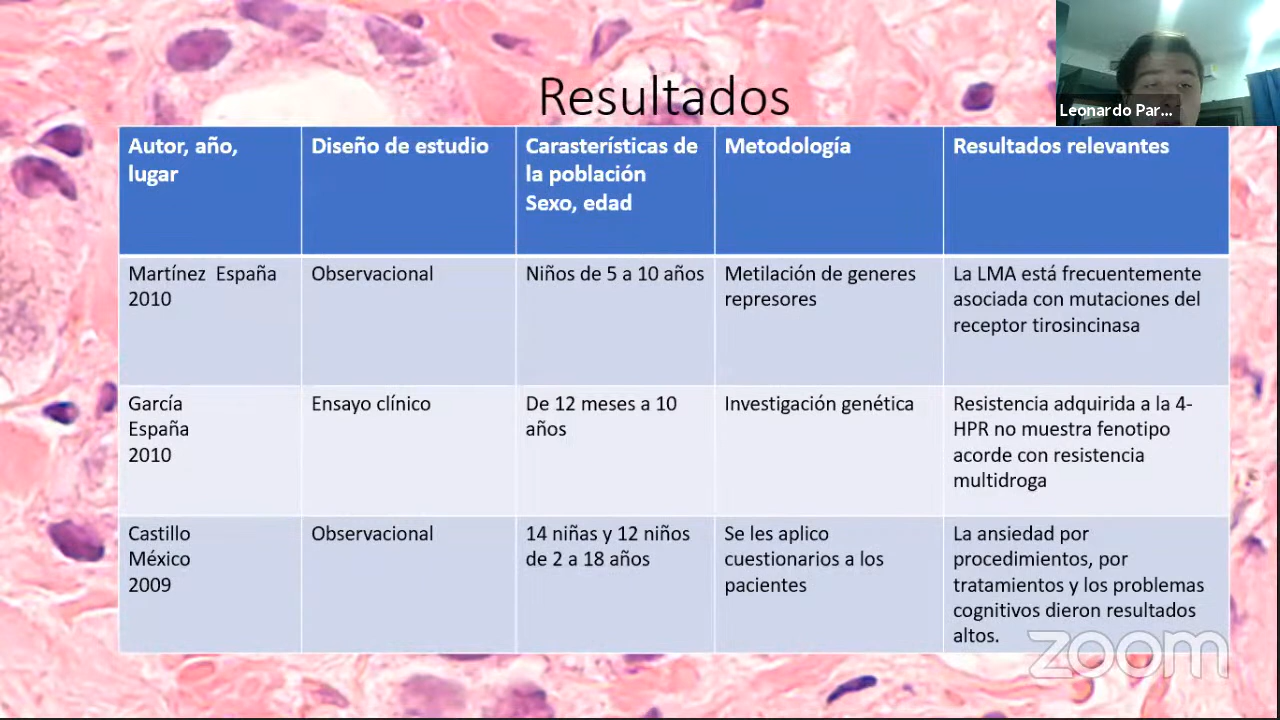 Resultados
Leonardo Par...
Autor, año,
lugar
Diseño de estudio
Carasterísticas de
la población
Sexo, edad
Metodología
Resultados relevantes
Martínez España
2010
Observacional
Niños de 5 a 10 años
Metilación de generes
represores
La LMA está frecuentemente
asociada con mutaciones del
receptor tirosincinasa
García
España
2010
Ensayo clínico
De 12 meses a 10
años
Investigación genética
Resistencia adquirida a la 4-
HPR no muestra fenotipo
acorde con resistencia
multidroga
Castillo
México
2009
Observacional
14 niñas y 12 niños
de 2 a 18 años
Se les aplico
cuestionarios a los
pacientes
La ansiedad por
procedimientos, por
tratamientos y los problemas
cognitivos dieron resultados
altos.
zoom